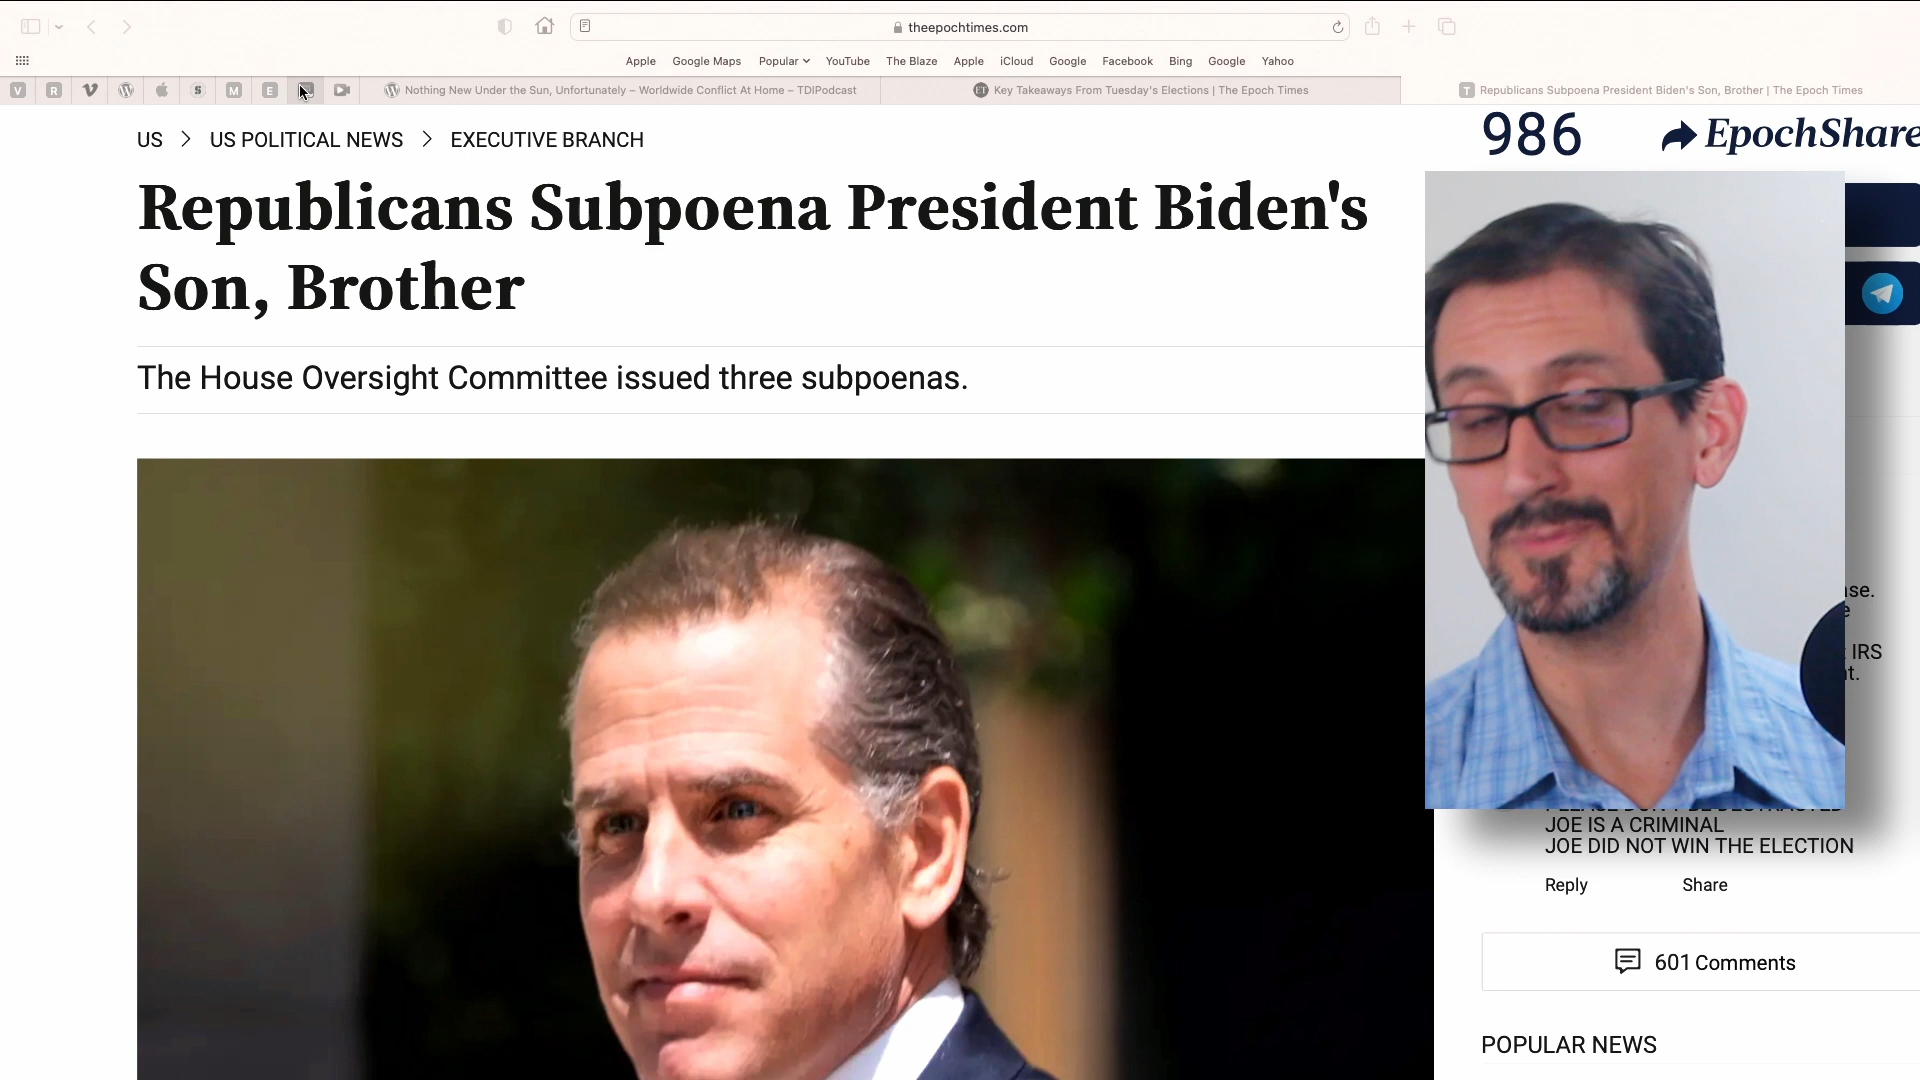 theepochtimes.com
Apple Google Maps Popular YouTube The Blaze Apple iCloud Google Facebook Bing Google Yahoo
V R S M E Nothing New Under the Sun, Unfortunately – Worldwide Conflict At Home – TDIPodcast ET Key Takeaways From Tuesday's Elections | The Epoch Times T Republicans Subpoena President Biden's Son, Brother | The Epoch Times
US > US POLITICAL NEWS > EXECUTIVE BRANCH
986 EpochShare
Republicans Subpoena President Biden's
Son, Brother
The House Oversight Committee issued three subpoenas.
IRS
JOE IS A CRIMINAL
JOE DID NOT WIN THE ELECTION
Reply Share
601 Comments
POPULAR NEWS